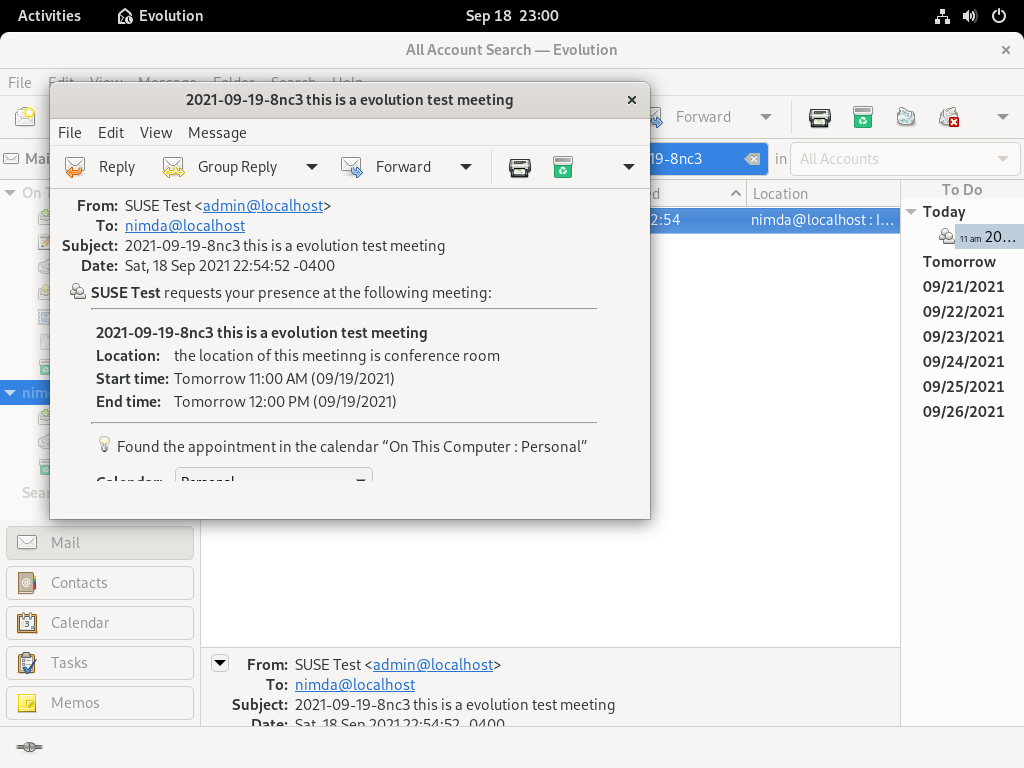 Activities
Evolution
Sep 18 23:00
All Account Search — Evolution
File Edit View Message Folder Search Help
2021-09-19-8nc3 this is a evolution test meeting
File Edit View Message
Reply
Group Reply
Forward
Forward
19-8nc3
in
All Accounts
From: SUSE Test <admin@localhost>
To: nimda@localhost
Subject: 2021-09-19-8nc3 this is a evolution test meeting
Date: Sat, 18 Sep 2021 22:54:52 -0400
SUSE Test requests your presence at the following meeting:
2021-09-19-8nc3 this is a evolution test meeting
Location: the location of this meetinng is conference room
Start time: Tomorrow 11:00 AM (09/19/2021)
End time: Tomorrow 12:00 PM (09/19/2021)
Found the appointment in the calendar “On This Computer : Personal”
Calendar: Personal
Location
2:54
nimda@localhost : I...
To Do
Today
11 am 20...
Tomorrow
09/21/2021
09/22/2021
09/23/2021
09/24/2021
09/25/2021
09/26/2021
Mail
Contacts
Calendar
Tasks
Memos
From: SUSE Test <admin@localhost>
To: nimda@localhost
Subject: 2021-09-19-8nc3 this is a evolution test meeting
Date: Sat, 18 Sep 2021 22:54:52 -0400